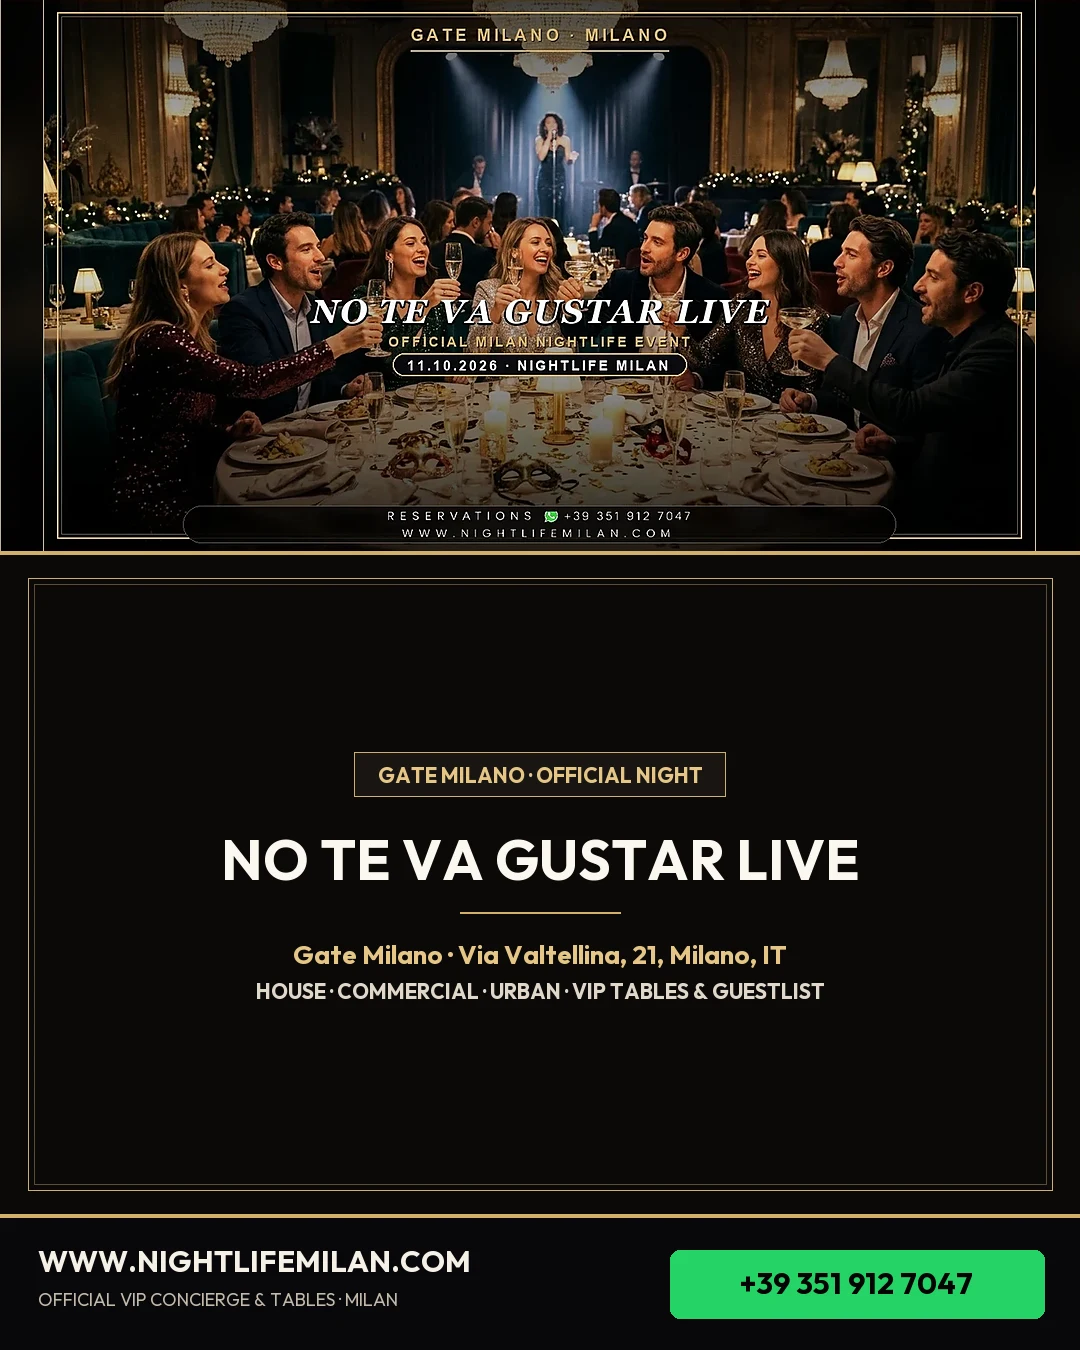 GATE MILANO · MILANO
NO TE VA GUSTAR LIVE
OFFICIAL MILAN NIGHTLIFE EVENT
11.10.2026 · NIGHTLIFE MILAN
RESERVATIONS +39 351 912 7047
WWW.NIGHTLIFEMILAN.COM
GATE MILANO · OFFICIAL NIGHT
NO TE VA GUSTAR LIVE
Gate Milano · Via Valtellina, 21, Milano, IT
HOUSE · COMMERCIAL · URBAN · VIP TABLES & GUESTLIST
WWW.NIGHTLIFEMILAN.COM
OFFICIAL VIP CONCIERGE & TABLES · MILAN
+39 351 912 7047